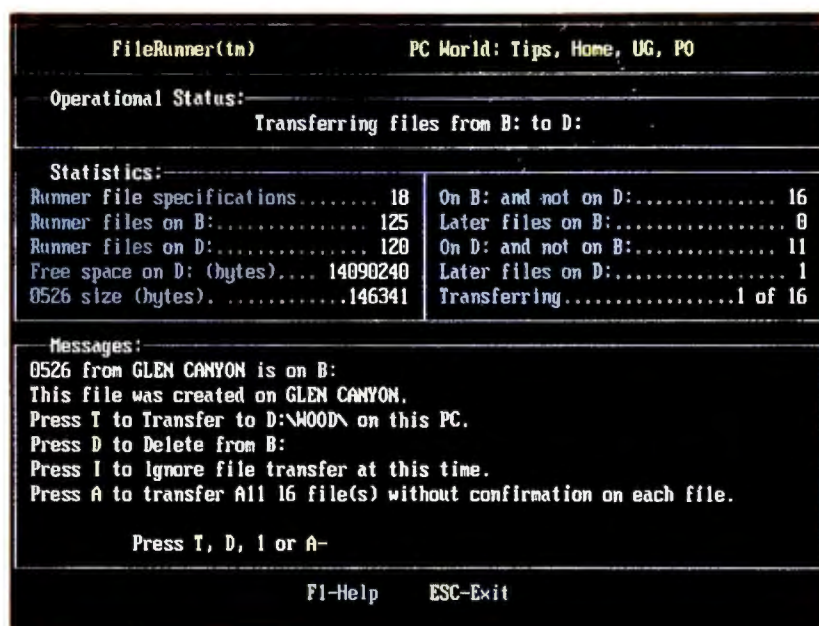 FileRunner(tm) PC World: Tips, Home, UG, PO
Operational Status:
Transferring files from B: to D:
Statistics:
Runner file specifications........ 18
Runner files on B:................ 125
Runner files on D:................ 120
Free space on D: (bytes).... 14090240
0526 size (bytes). .............146341
On B: and not on D:............... 16
Later files on B:................. 0
On D: and not on B:............... 11
Later files on D:................. 1
Transferring.................1 of 16
Messages:
0526 from GLEN CANYON is on B:
This file was created on GLEN CANYON.
Press T to Transfer to D:\WOOD\ on this PC.
Press D to Delete from B:
Press I to Ignore file transfer at this time.
Press A to transfer All 16 file(s) without confirmation on each file.
Press T, D, I or A-
F1-Help ESC-Exit